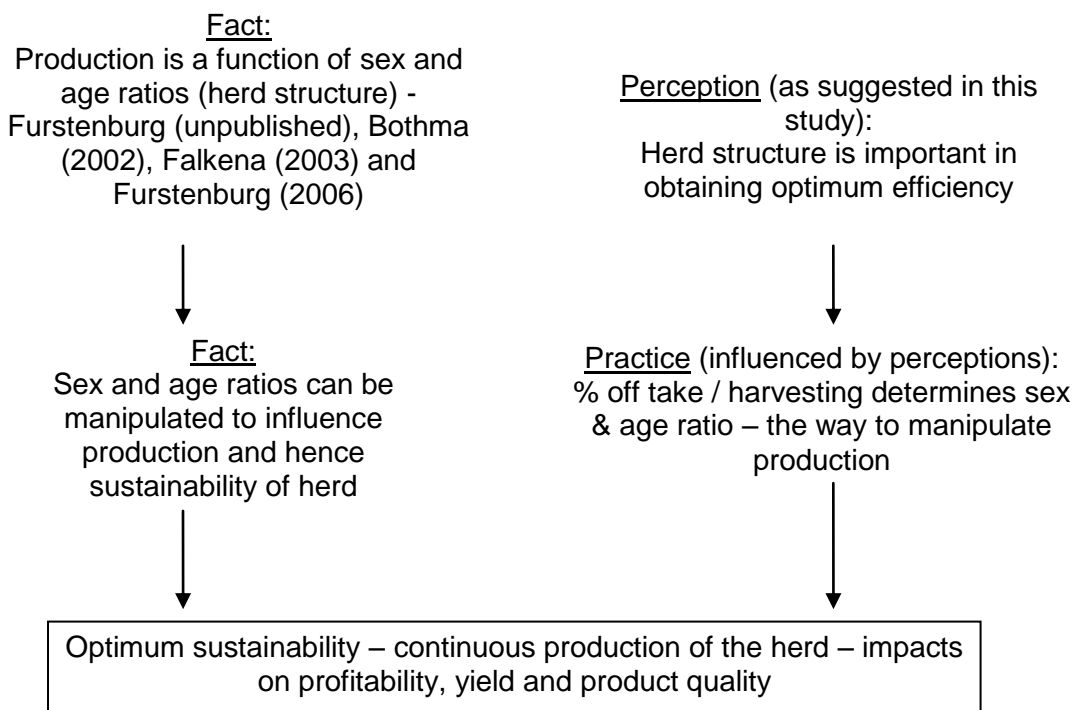 Fact:
Production is a function of sex and
age ratios (herd structure) -
Furstenburg (unpublished), Bothma
(2002), Falkena (2003) and
Furstenburg (2006)
Perception (as suggested in this
study):
Herd structure is important in
obtaining optimum efficiency
Fact:
Sex and age ratios can be
manipulated to influence
production and hence
sustainability of herd
Practice (influenced by perceptions):
% off take / harvesting determines sex
& age ratio – the way to manipulate
production
Optimum sustainability – continuous production of the herd – impacts
on profitability, yield and product quality